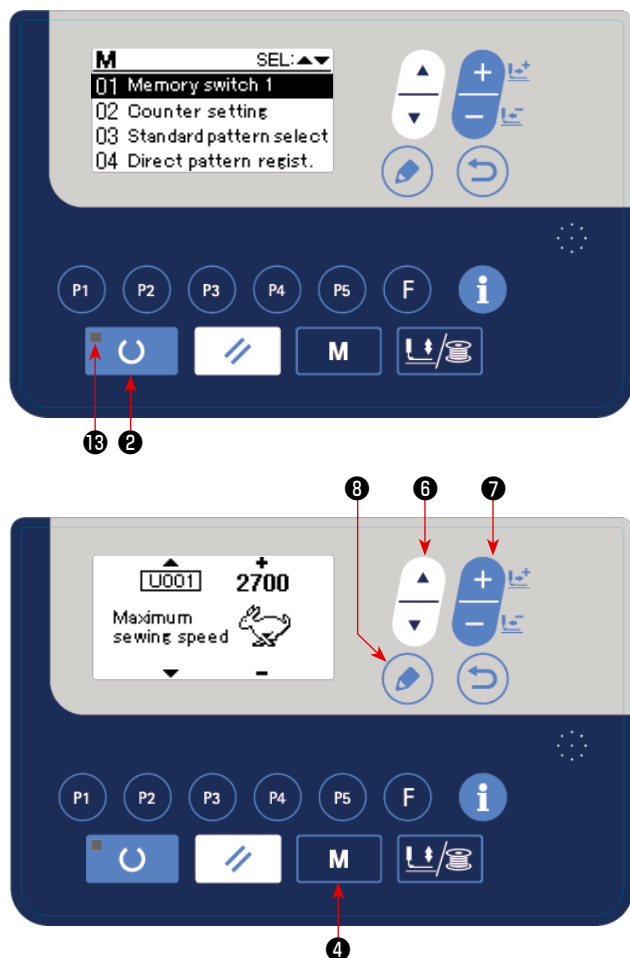 M SEL:▲▼
01 Memory switch 1
02 Counter setting
03 Standard pattern select
04 Direct pattern regist.
P1 P2 P3 P4 P5 F i
M
⓭ ❷
❽ ❻ ❼
U001 2700
Maximum
sewing speed
P1 P2 P3 P4 P5 F i
M
❹